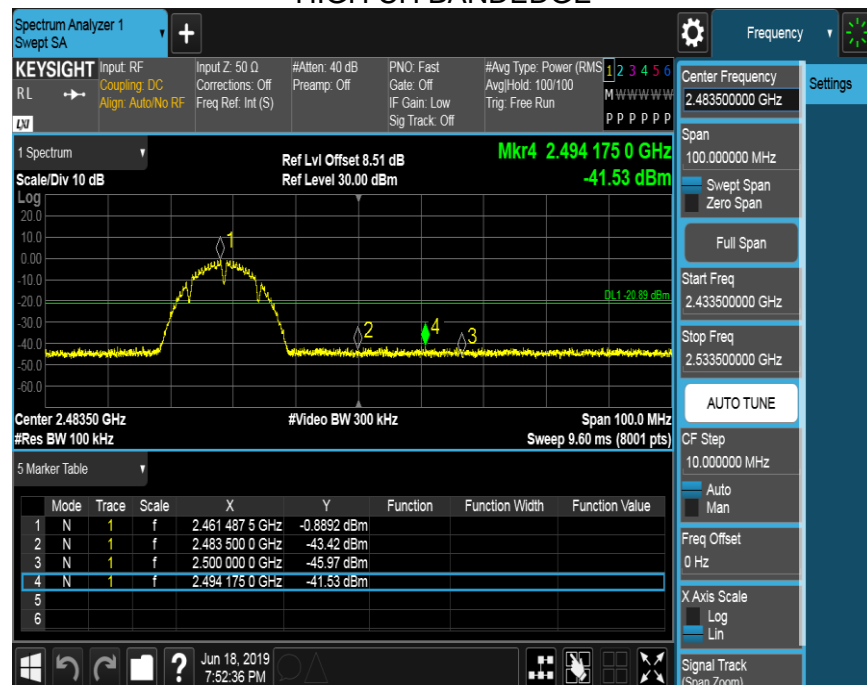 HIGH CH BANDEDGE
Spectrum Analyzer 1
Swept SA
+
Frequency
KEYSIGHT
RL
LXI
Input: RF
Coupling: DC
Align: Auto/No RF
Input Z: 50 Ω
Corrections: Off
Freq Ref: Int (S)
#Atten: 40 dB
Preamp: Off
PNO: Fast
Gate: Off
IF Gain: Low
Sig Track: Off
#Avg Type: Power (RMS
Avg|Hold: 100/100
Trig: Free Run
1 2 3 4 5 6
M W W W W W
P P P P P P
1 Spectrum
Scale/Div 10 dB
Ref Lvl Offset 8.51 dB
Ref Level 30.00 dBm
Mkr4 2.494 175 0 GHz
-41.53 dBm
Log
20.0
10.0
0.00
-10.0
-20.0
-30.0
-40.0
-50.0
-60.0
1
DL1 -20.89 dBm
2
4
3
Center 2.48350 GHz
#Res BW 100 kHz
#Video BW 300 kHz
Span 100.0 MHz
Sweep 9.60 ms (8001 pts)
5 Marker Table
Mode Trace Scale X Y Function Function Width Function Value
1 N 1 f 2.461 487 5 GHz -0.8892 dBm
2 N 1 f 2.483 500 0 GHz -43.42 dBm
3 N 1 f 2.500 000 0 GHz -45.97 dBm
4 N 1 f 2.494 175 0 GHz -41.53 dBm
5
6
?
Jun 18, 2019
7:52:36 PM
Center Frequency
2.483500000 GHz
Settings
Span
100.000000 MHz
Swept Span
Zero Span
Full Span
Start Freq
2.433500000 GHz
Stop Freq
2.533500000 GHz
AUTO TUNE
CF Step
10.000000 MHz
Auto
Man
Freq Offset
0 Hz
X Axis Scale
Log
Lin
Signal Track
(Span Zoom)